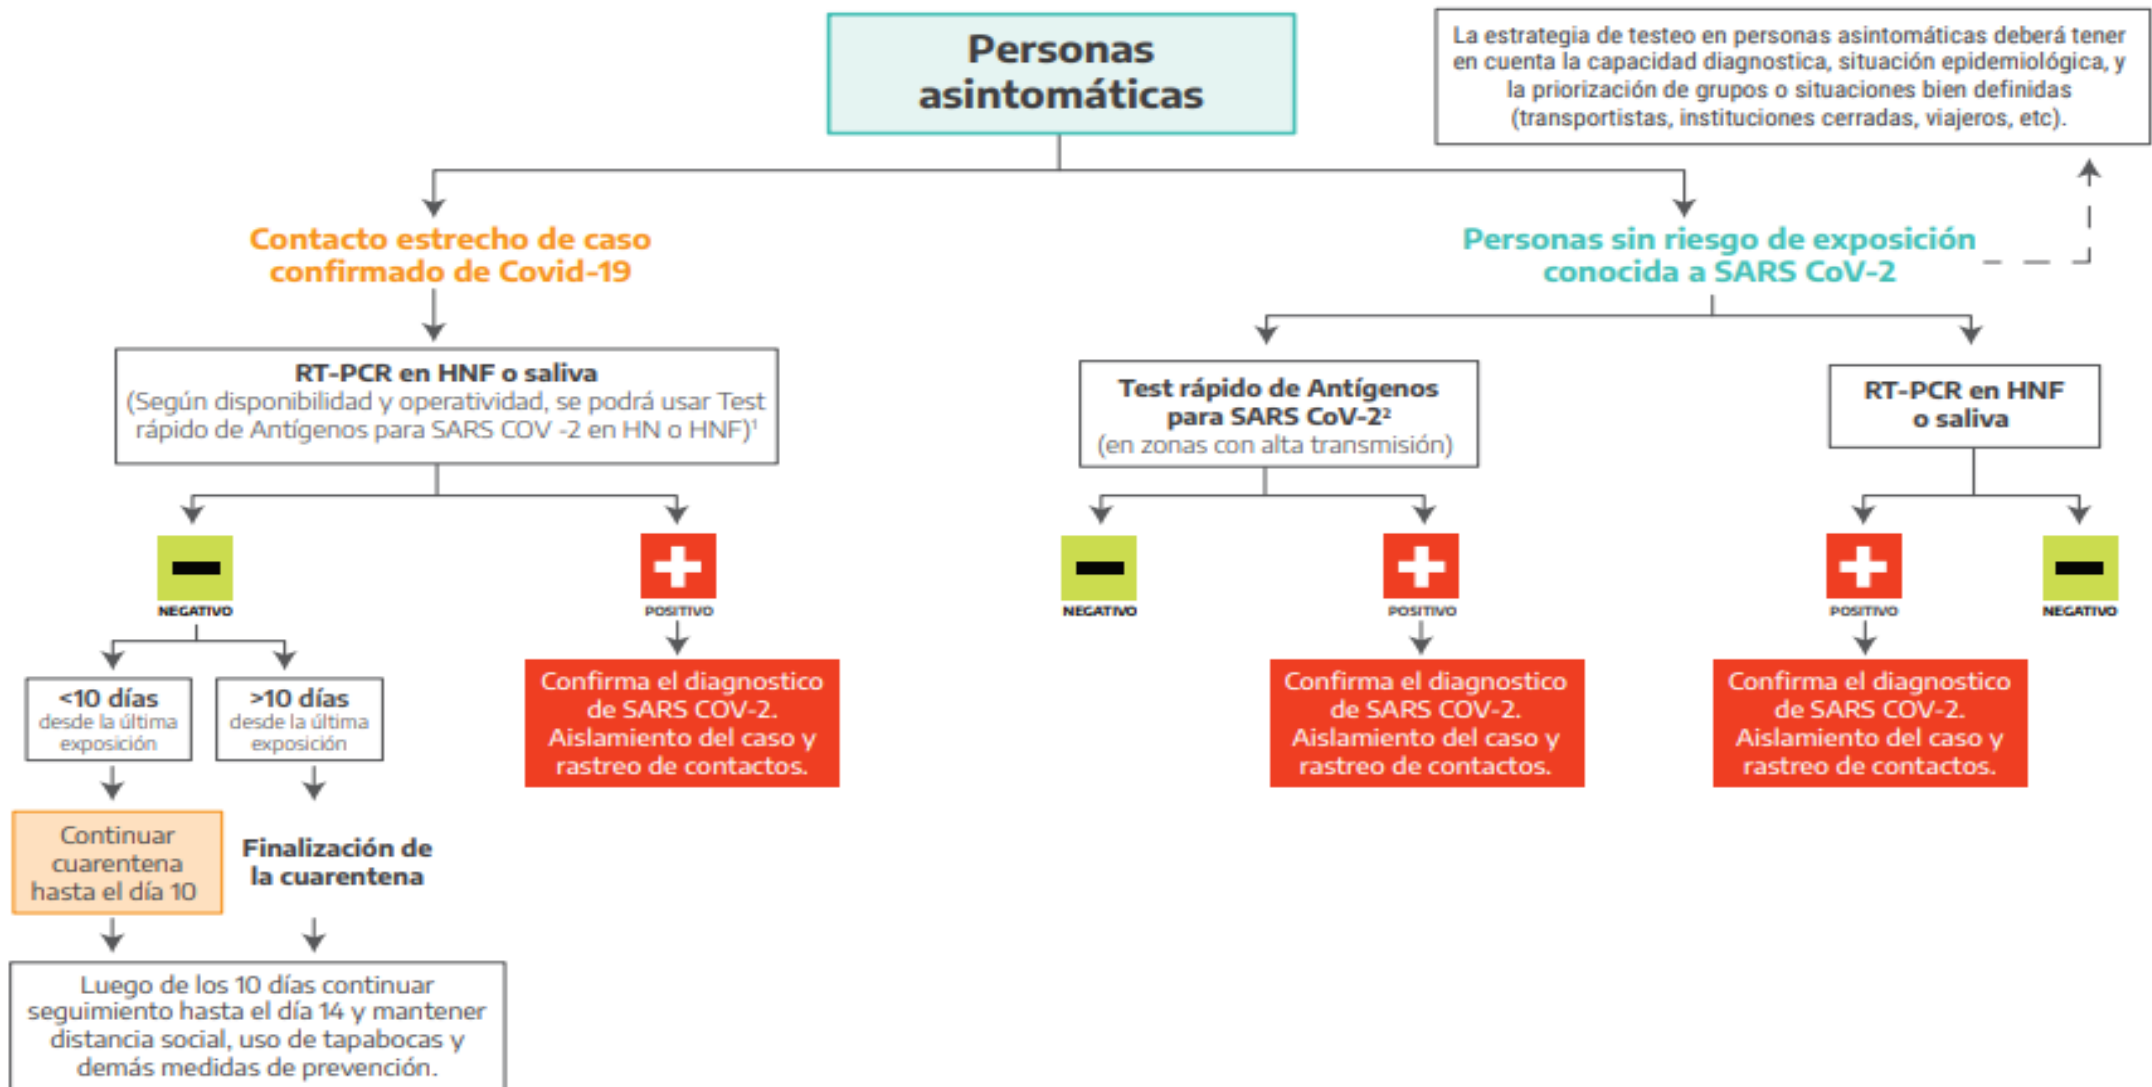 Personas
asintomáticas
La estrategia de testeo en personas asintomáticas deberá tener
en cuenta la capacidad diagnostica, situación epidemiológica, y
la priorización de grupos o situaciones bien definidas
(transportistas, instituciones cerradas, viajeros, etc).
Contacto estrecho de caso
confirmado de Covid-19
Personas sin riesgo de exposición
conocida a SARS CoV-2
RT-PCR en HNF o saliva
(Según disponibilidad y operatividad, se podrá usar Test
rápido de Antígenos para SARS COV -2 en HN o HNF)¹
Test rápido de Antígenos
para SARS CoV-2²
(en zonas con alta transmisión)
RT-PCR en HNF
o saliva
NEGATIVO
POSITIVO
NEGATIVO
POSITIVO
POSITIVO
NEGATIVO
<10 días
desde la última
exposición
>10 días
desde la última
exposición
Confirma el diagnostico
de SARS COV-2.
Aislamiento del caso y
rastreo de contactos.
Confirma el diagnostico
de SARS COV-2.
Aislamiento del caso y
rastreo de contactos.
Confirma el diagnostico
de SARS COV-2.
Aislamiento del caso y
rastreo de contactos.
Continuar
cuarentena
hasta el día 10
Finalización de
la cuarentena
Luego de los 10 días continuar
seguimiento hasta el día 14 y mantener
distancia social, uso de tapabocas y
demás medidas de prevención.